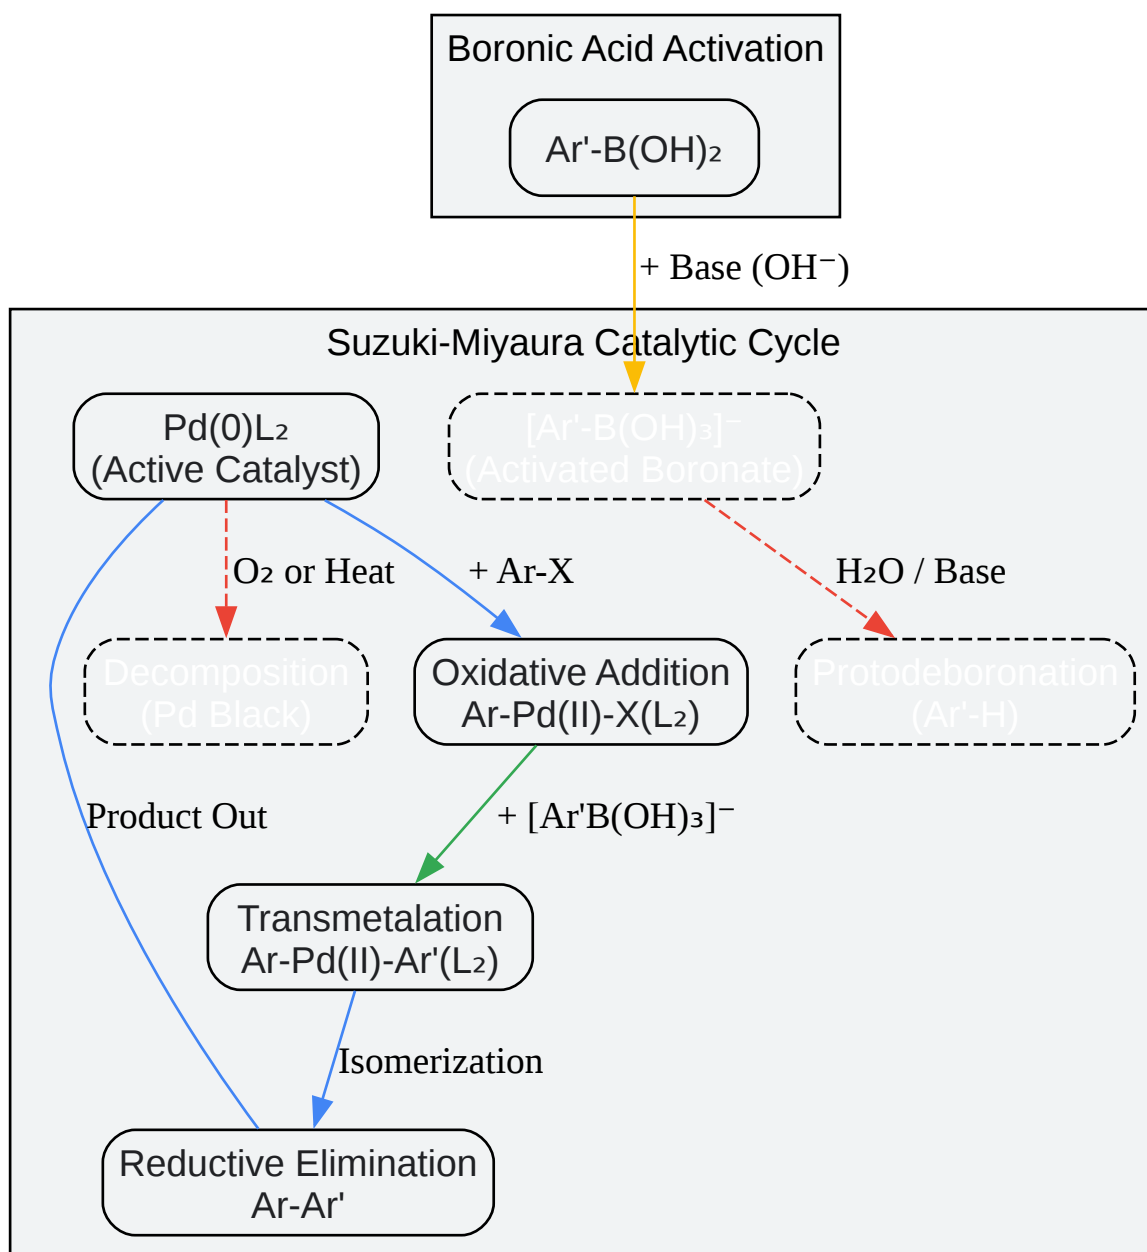 Boronic Acid Activation
Ar'-B(OH)₂
+ Base (OH⁻)
Suzuki-Miyaura Catalytic Cycle
Pd(0)L₂
(Active Catalyst)
[Ar'-B(OH)₃]⁻
(Activated Boronate)
O₂ or Heat
+ Ar-X
H₂O / Base
Decomposition
(Pd Black)
Oxidative Addition
Ar-Pd(II)-X(L₂)
Protodeboronation
(Ar'-H)
Product Out
+ [Ar'B(OH)₃]⁻
Transmetalation
Ar-Pd(II)-Ar'(L₂)
Isomerization
Reductive Elimination
Ar-Ar'